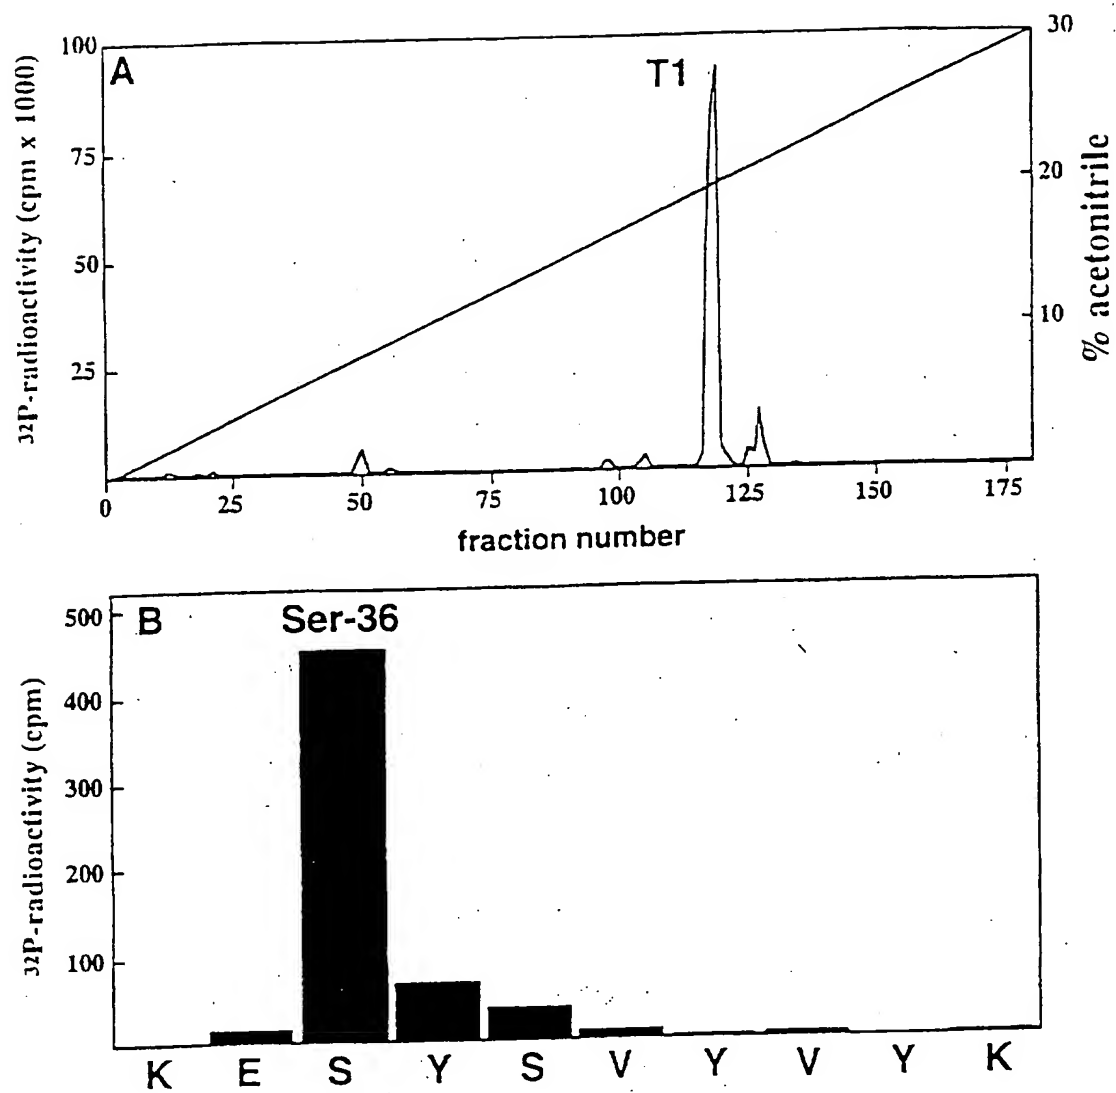 100
30
A
T1
75
20
50
10
25
0
25
50
75
100
125
150
175
32P-radioactivity (cpm x 1000)
% acetonitrile
fraction number
500
B
Ser-36
400
300
200
100
32P-radioactivity (cpm)
K E S Y S V Y V Y K